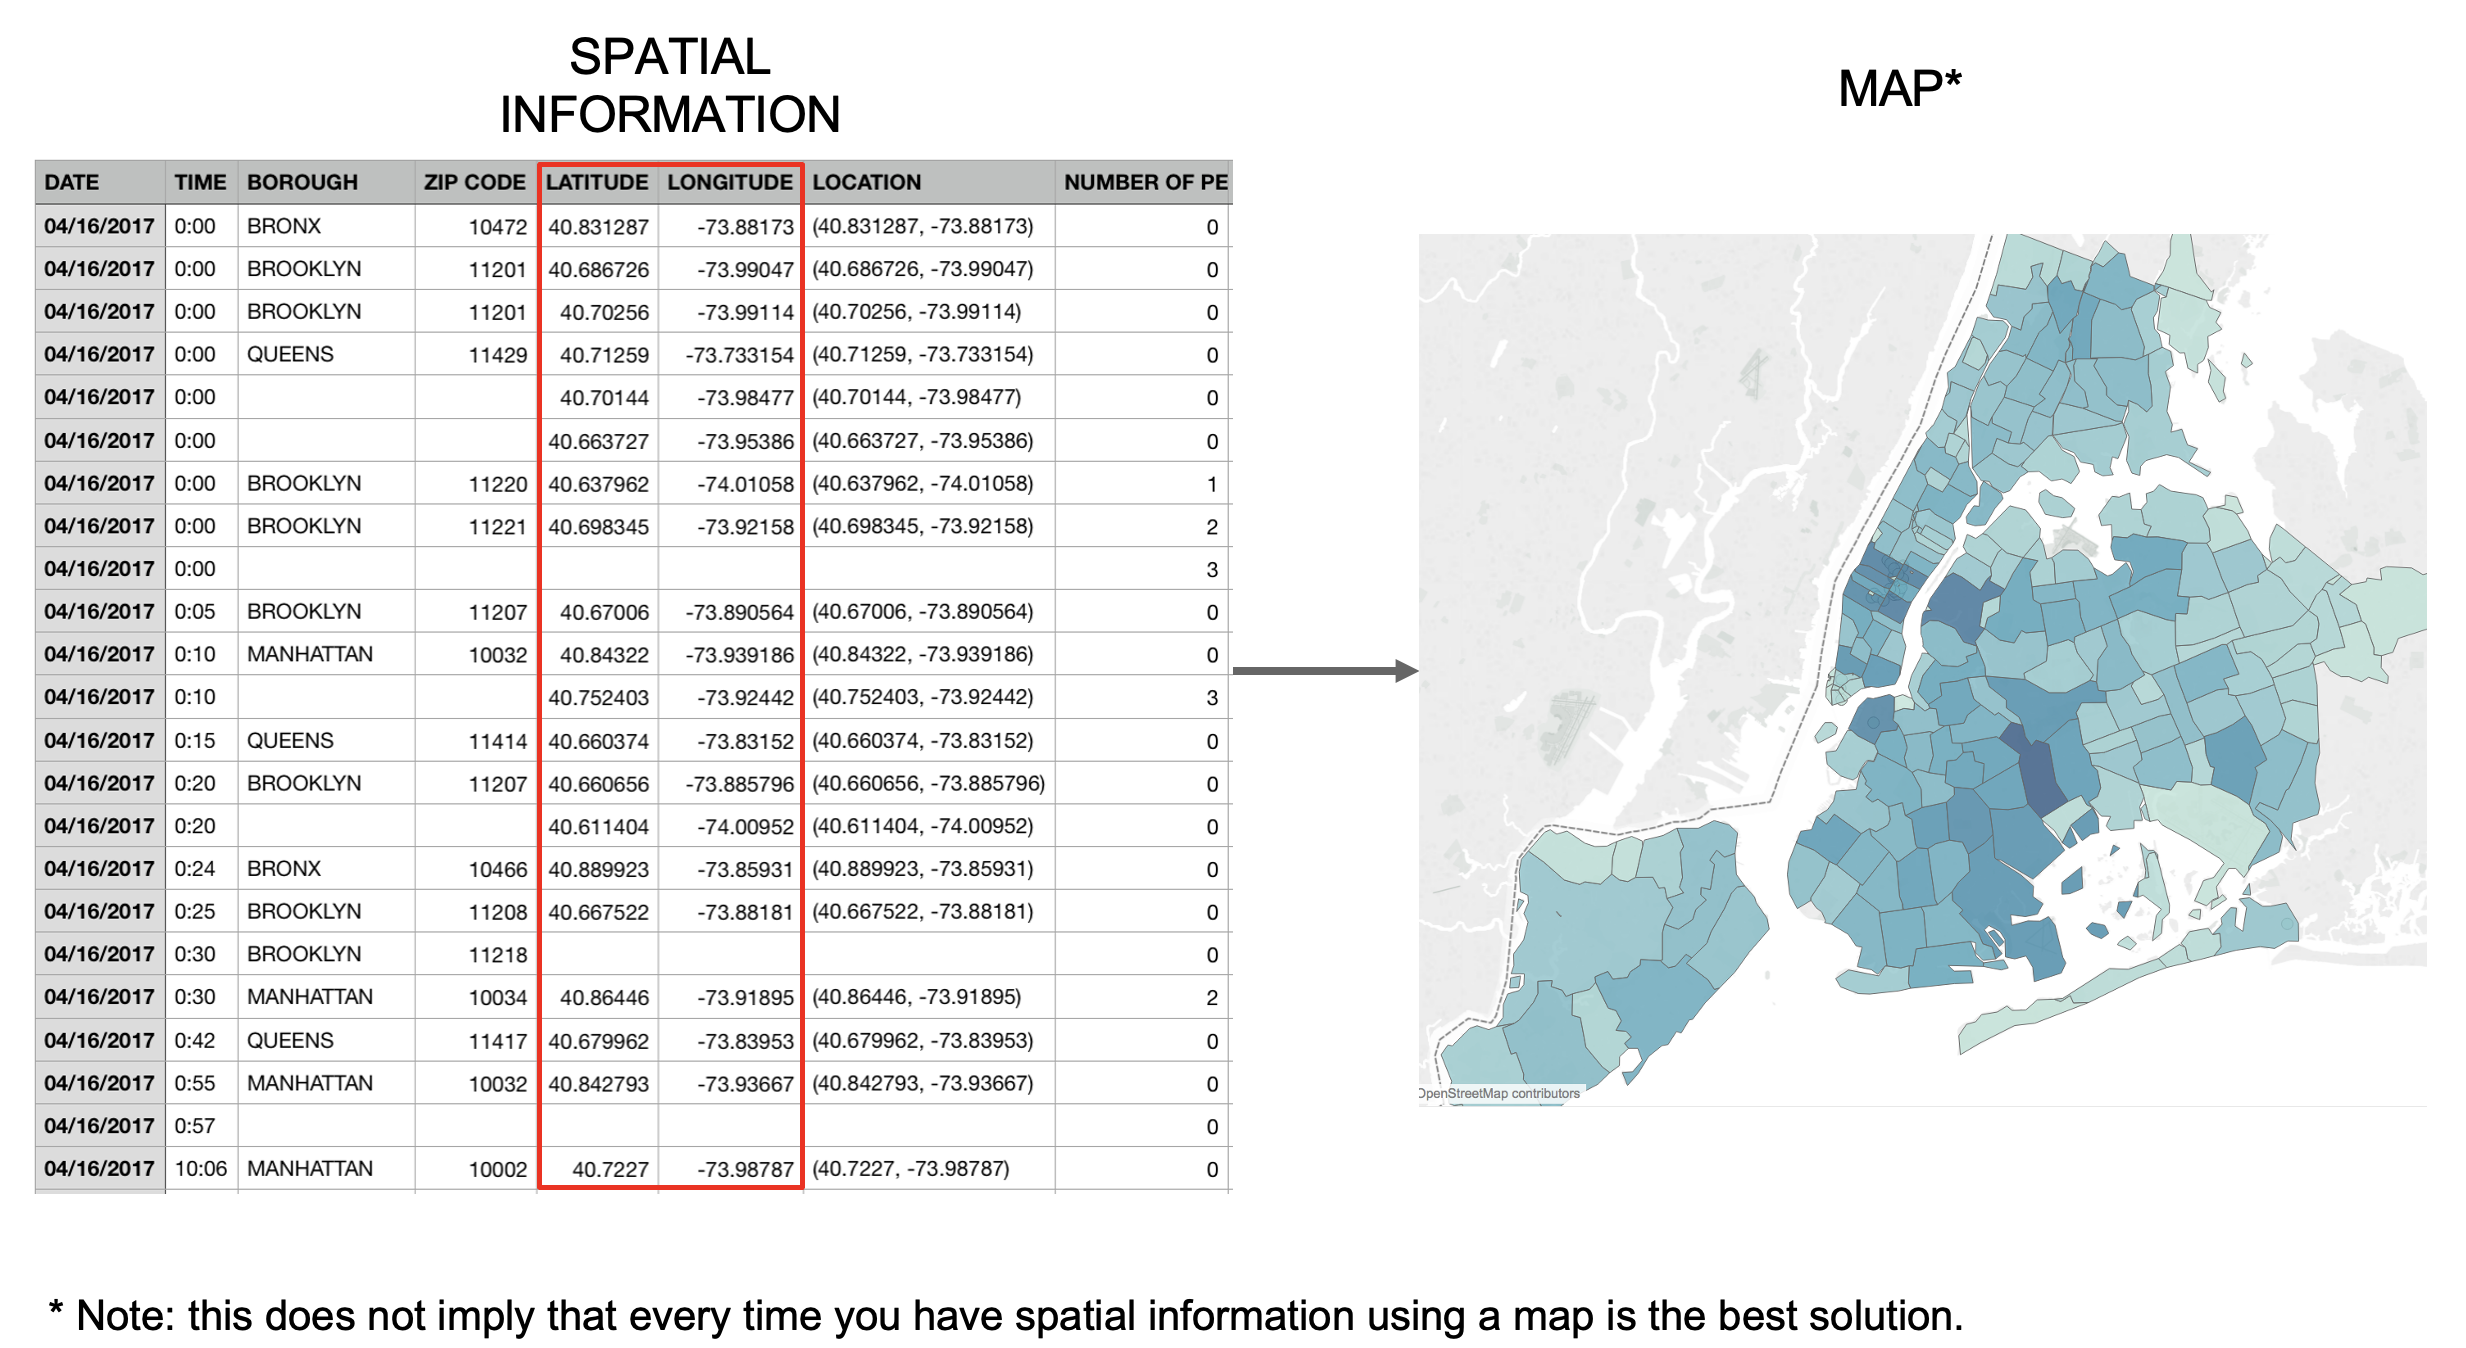 SPATIAL
INFORMATION
MAP*
DATE TIME BOROUGH ZIP CODE LATITUDE LONGITUDE LOCATION NUMBER OF PE
04/16/2017 0:00 BRONX 10472 40.831287 -73.88173 (40.831287, -73.88173) 0
04/16/2017 0:00 BROOKLYN 11201 40.686726 -73.99047 (40.686726, -73.99047) 0
04/16/2017 0:00 BROOKLYN 11201 40.70256 -73.99114 (40.70256, -73.99114) 0
04/16/2017 0:00 QUEENS 11429 40.71259 -73.733154 (40.71259, -73.733154) 0
04/16/2017 0:00 40.70144 -73.98477 (40.70144, -73.98477) 0
04/16/2017 0:00 40.663727 -73.95386 (40.663727, -73.95386) 0
04/16/2017 0:00 BROOKLYN 11220 40.637962 -74.01058 (40.637962, -74.01058) 1
04/16/2017 0:00 BROOKLYN 11221 40.698345 -73.92158 (40.698345, -73.92158) 2
04/16/2017 0:00 3
04/16/2017 0:05 BROOKLYN 11207 40.67006 -73.890564 (40.67006, -73.890564) 0
04/16/2017 0:10 MANHATTAN 10032 40.84322 -73.939186 (40.84322, -73.939186) 0
04/16/2017 0:10 40.752403 -73.92442 (40.752403, -73.92442) 3
04/16/2017 0:15 QUEENS 11414 40.660374 -73.83152 (40.660374, -73.83152) 0
04/16/2017 0:20 BROOKLYN 11207 40.660656 -73.885796 (40.660656, -73.885796) 0
04/16/2017 0:20 40.611404 -74.00952 (40.611404, -74.00952) 0
04/16/2017 0:24 BRONX 10466 40.889923 -73.85931 (40.889923, -73.85931) 0
04/16/2017 0:25 BROOKLYN 11208 40.667522 -73.88181 (40.667522, -73.88181) 0
04/16/2017 0:30 BROOKLYN 11218 0
04/16/2017 0:30 MANHATTAN 10034 40.86446 -73.91895 (40.86446, -73.91895) 2
04/16/2017 0:42 QUEENS 11417 40.679962 -73.83953 (40.679962, -73.83953) 0
04/16/2017 0:55 MANHATTAN 10032 40.842793 -73.93667 (40.842793, -73.93667) 0
04/16/2017 0:57 0
04/16/2017 10:06 MANHATTAN 10002 40.7227 -73.98787 (40.7227, -73.98787) 0
OpenStreetMap contributors
* Note: this does not imply that every time you have spatial information using a map is the best solution.